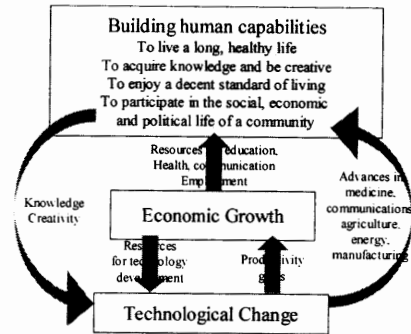 Building human capabilities
To live a long, healthy life
To acquire knowledge and be creative
To enjoy a decent standard of living
To participate in the social, economic
and political life of a community
Resources education,
Health, communication
Employment
Knowledge
Creativity
Advances in
medicine,
communications
agriculture,
energy,
manufacturing
Economic Growth
Resources
for technology
development
Productivity
gains
Technological Change